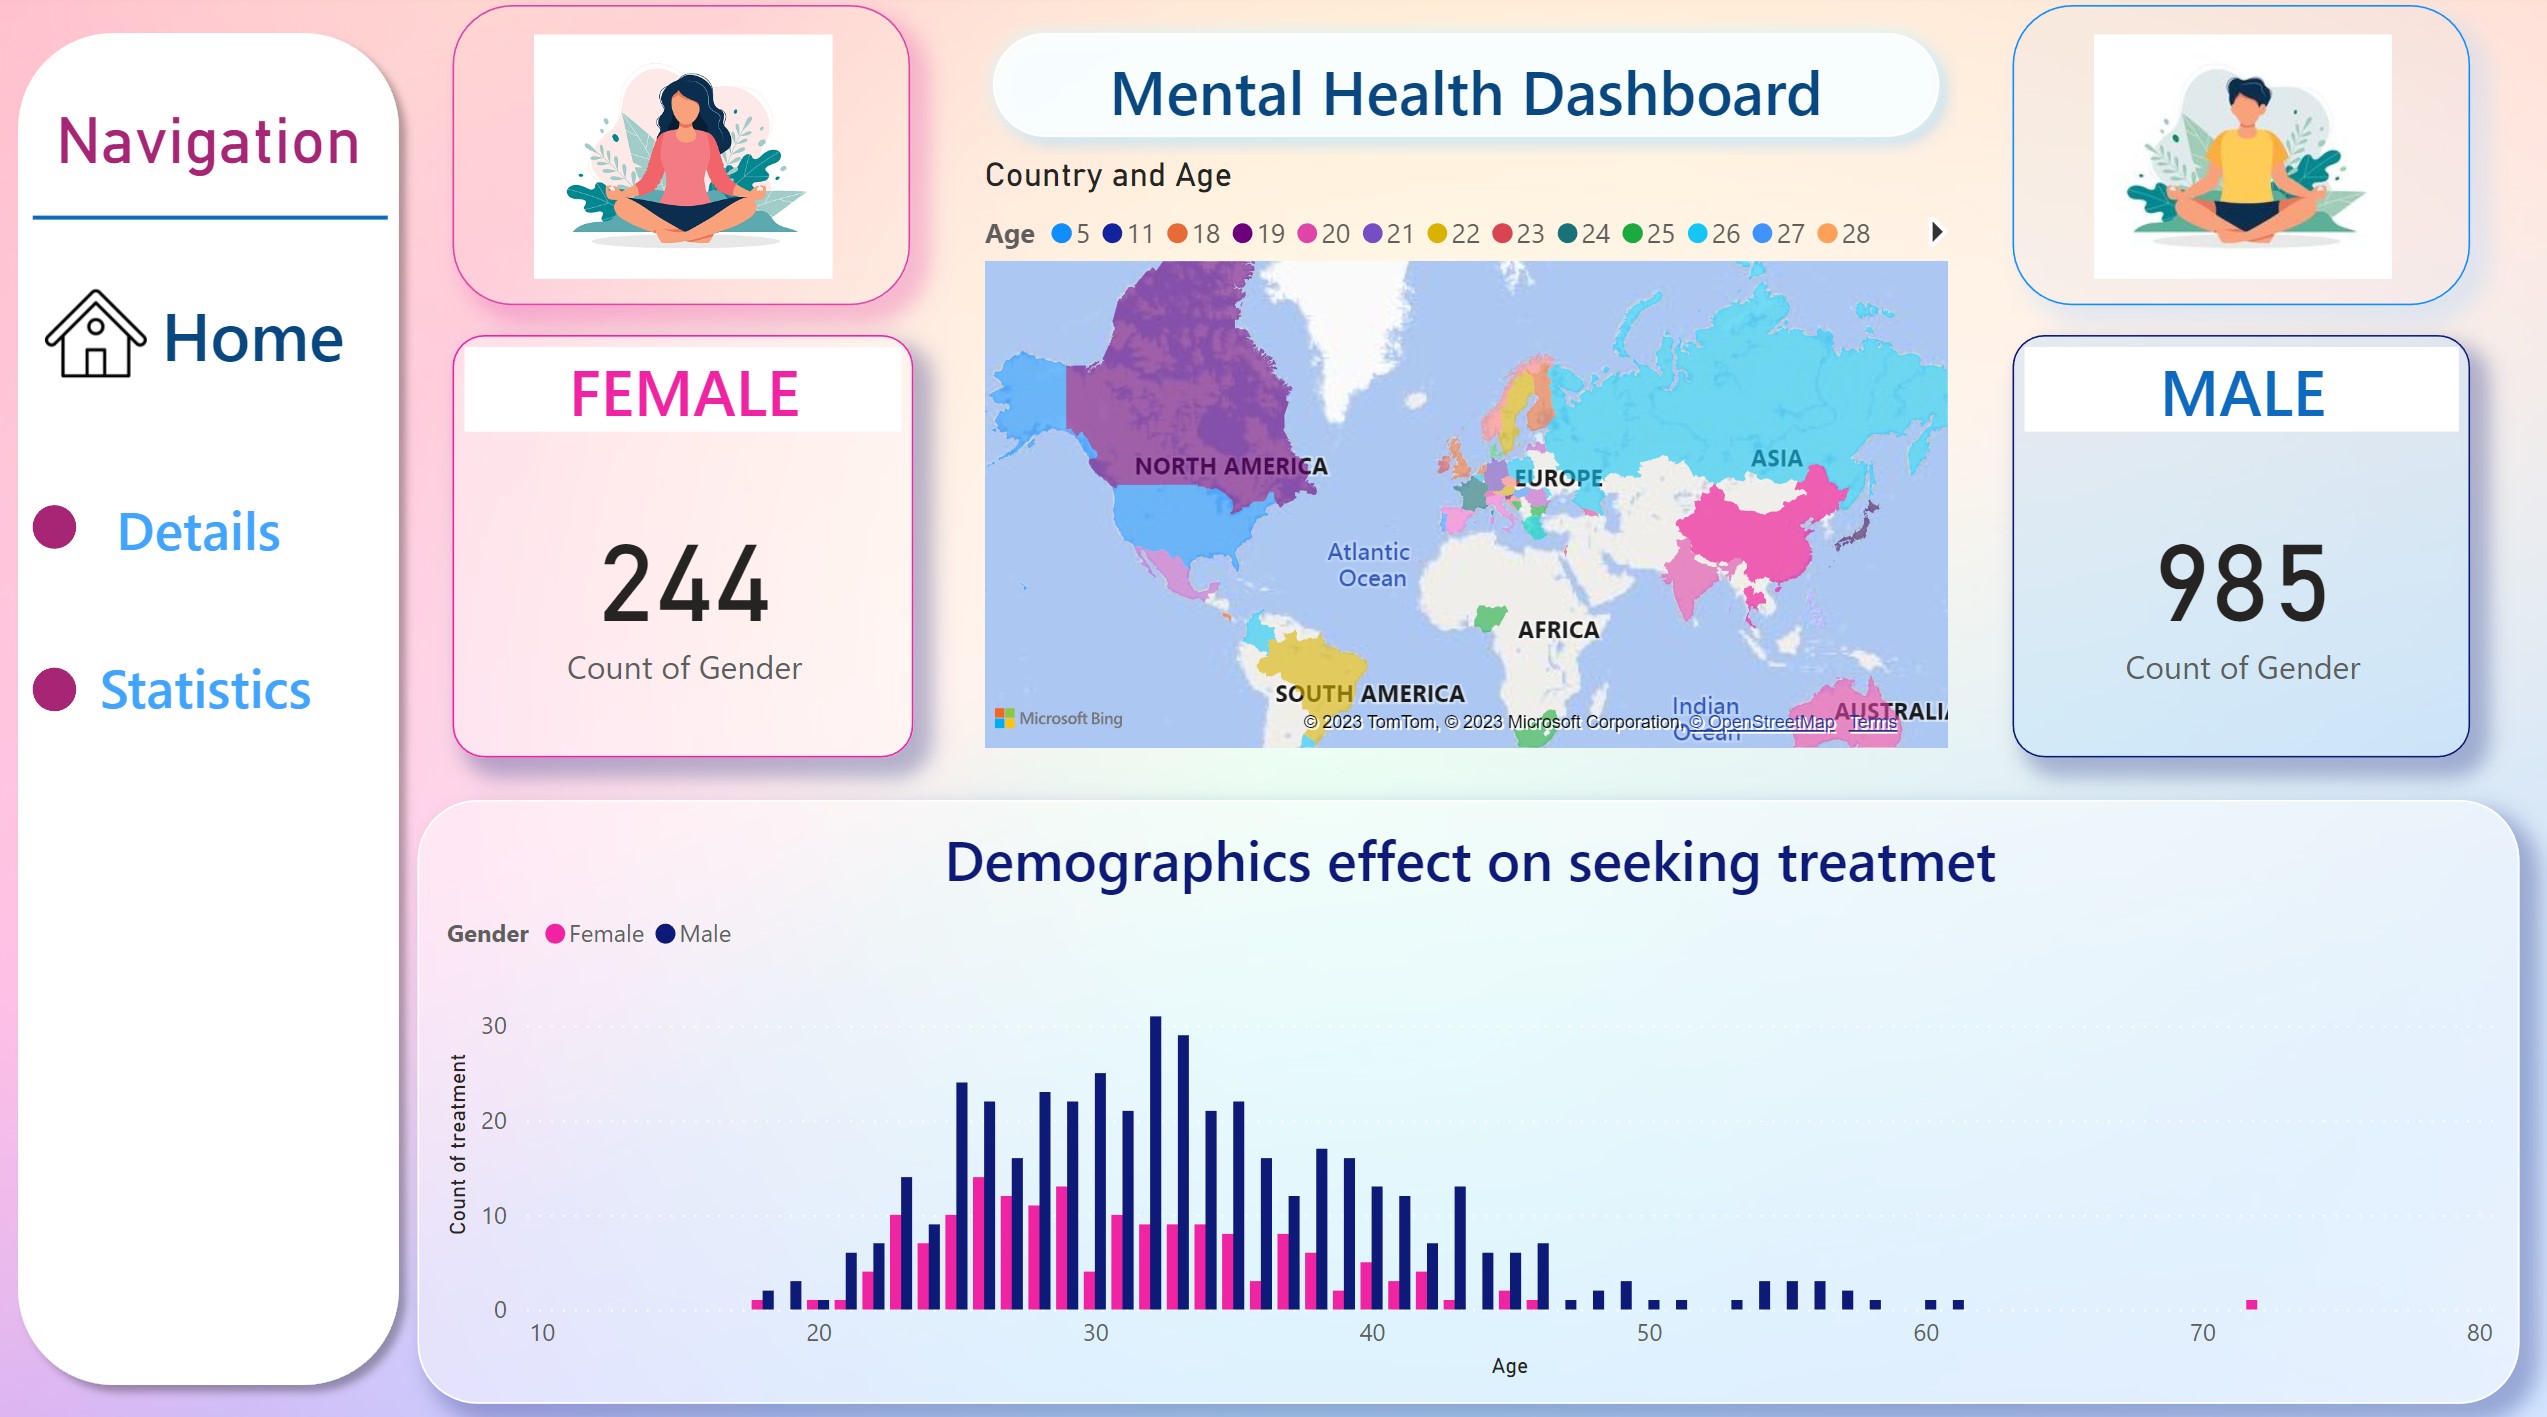 Navigation
Home
Details
Statistics
FEMALE
244
Count of Gender
Mental Health Dashboard
Country and Age
Age 5 11 18 19 20 21 22 23 24 25 26 27 28
NORTH AMERICA
EUROPE
ASIA
Atlantic
Ocean
AFRICA
SOUTH AMERICA
Indian
Ocean
AUSTRALIA
Microsoft Bing
© 2023 TomTom, © 2023 Microsoft Corporation, © OpenStreetMap Terms
MALE
985
Count of Gender
Demographics effect on seeking treatmet
Gender Female Male
Count of treatment
30
20
10
0
10 20 30 40 50 60 70 80
Age